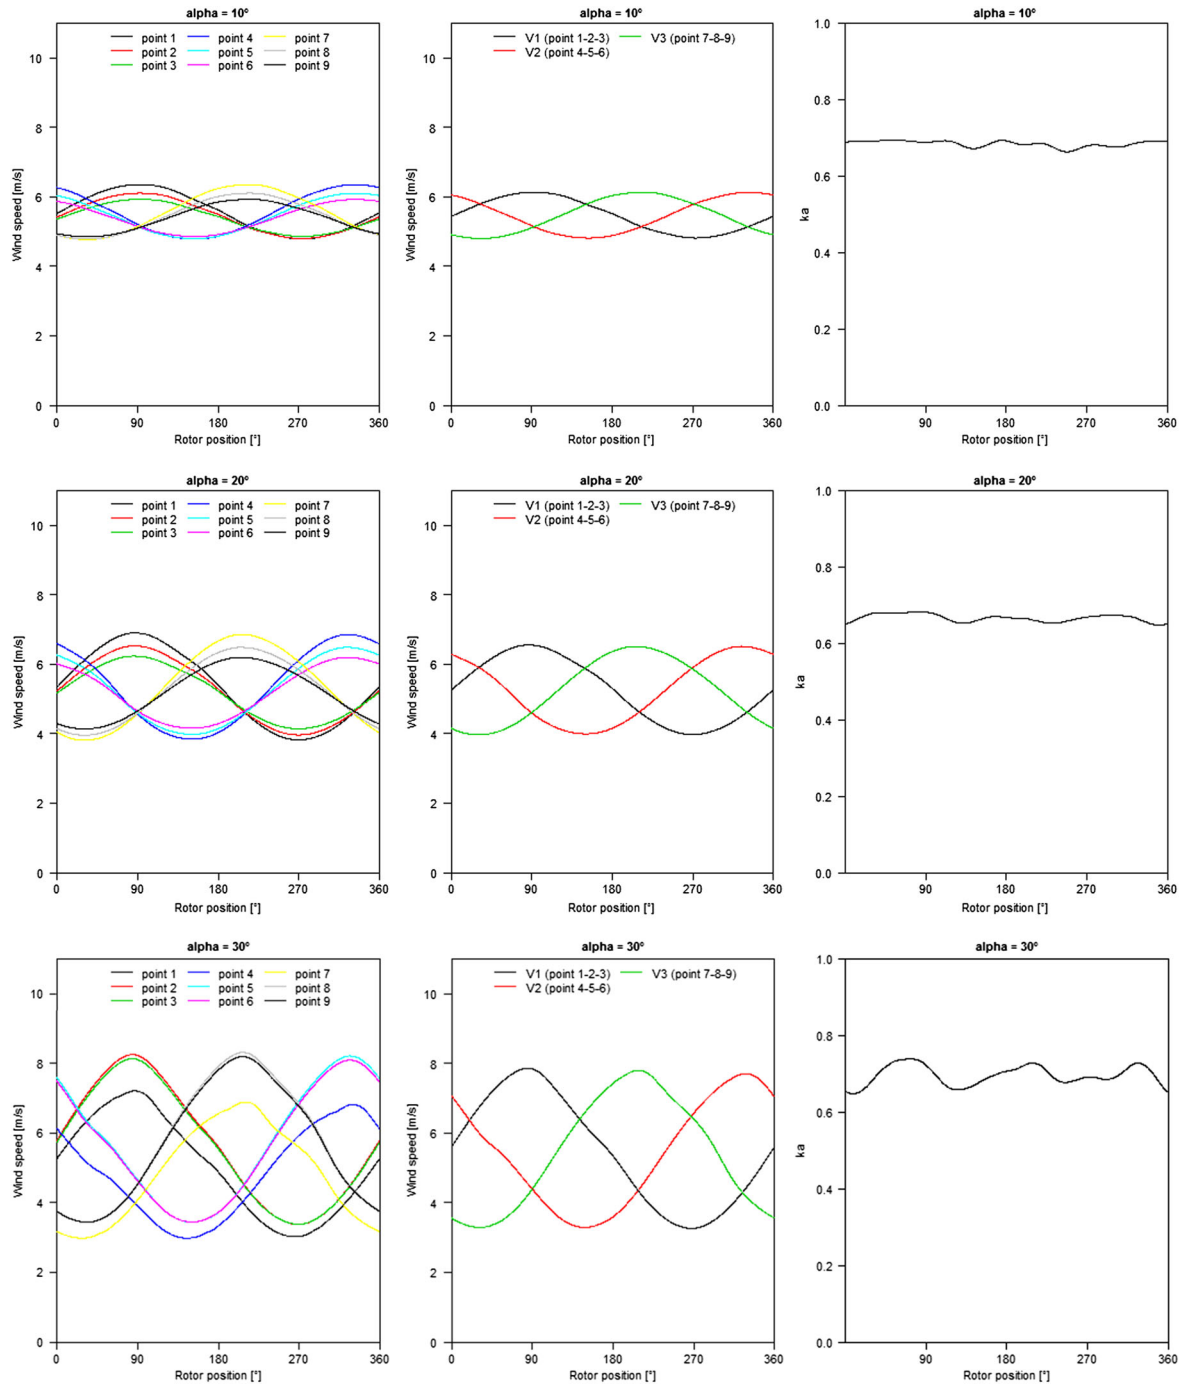 alpha = 10º
point 1 point 4 point 7
point 2 point 5 point 8
point 3 point 6 point 9
Wind speed [m/s]
10
8
6
4
2
0
0 90 180 270 360
Rotor position [°]
alpha = 10º
V1 (point 1-2-3) V3 (point 7-8-9)
V2 (point 4-5-6)
Wind speed [m/s]
10
8
6
4
2
0
0 90 180 270 360
Rotor position [°]
alpha = 10º
ka
1.0
0.8
0.6
0.4
0.2
0.0
90 180 270 360
Rotor position [°]
alpha = 20º
point 1 point 4 point 7
point 2 point 5 point 8
point 3 point 6 point 9
Wind speed [m/s]
10
8
6
4
2
0
0 90 180 270 360
Rotor position [°]
alpha = 20º
V1 (point 1-2-3) V3 (point 7-8-9)
V2 (point 4-5-6)
Wind speed [m/s]
10
8
6
4
2
0
0 90 180 270 360
Rotor position [°]
alpha = 20º
ka
1.0
0.8
0.6
0.4
0.2
0.0
90 180 270 360
Rotor position [°]
alpha = 30º
point 1 point 4 point 7
point 2 point 5 point 8
point 3 point 6 point 9
Wind speed [m/s]
10
8
6
4
2
0
0 90 180 270 360
Rotor position [°]
alpha = 30º
V1 (point 1-2-3) V3 (point 7-8-9)
V2 (point 4-5-6)
Wind speed [m/s]
10
8
6
4
2
0
0 90 180 270 360
Rotor position [°]
alpha = 30º
ka
1.0
0.8
0.6
0.4
0.2
0.0
90 180 270 360
Rotor position [°]